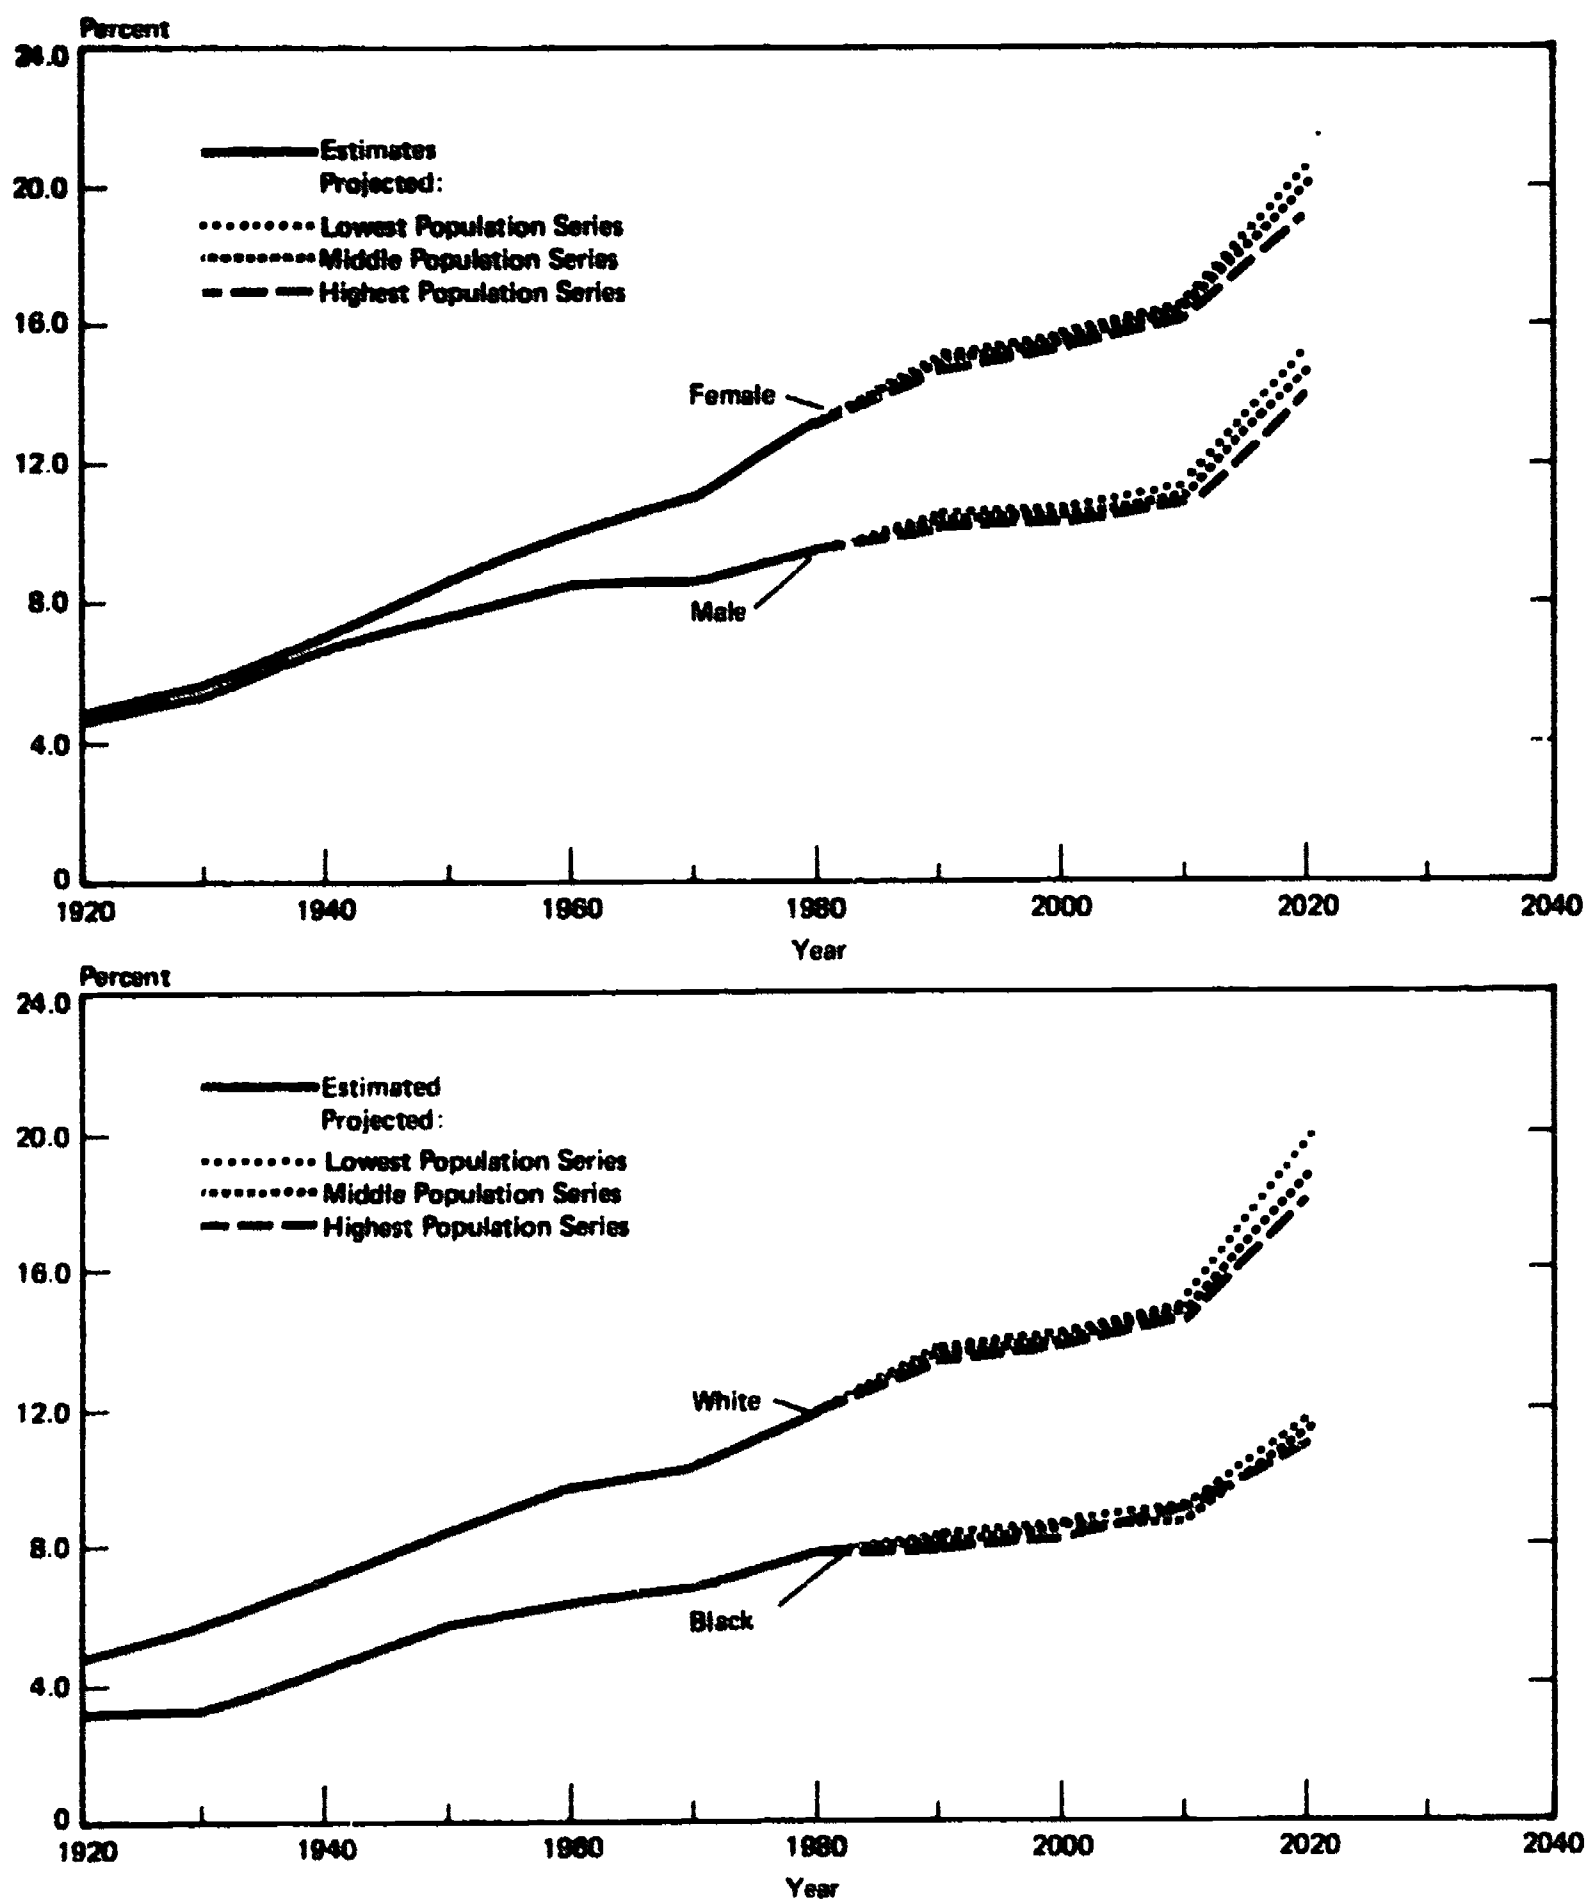 Percent
24.0
Estimates
Projected:
20.0
Lowest Population Series
Middle Population Series
Highest Population Series
16.0
Female
12.0
8.0
Male
4.0
0
1920 1940 1960 1980 2000 2020 2040
Year
Percent
24.0
Estimated
Projected:
20.0
Lowest Population Series
Middle Population Series
Highest Population Series
16.0
White
12.0
8.0
Black
4.0
0
1920 1940 1960 1980 2000 2020 2040
Year